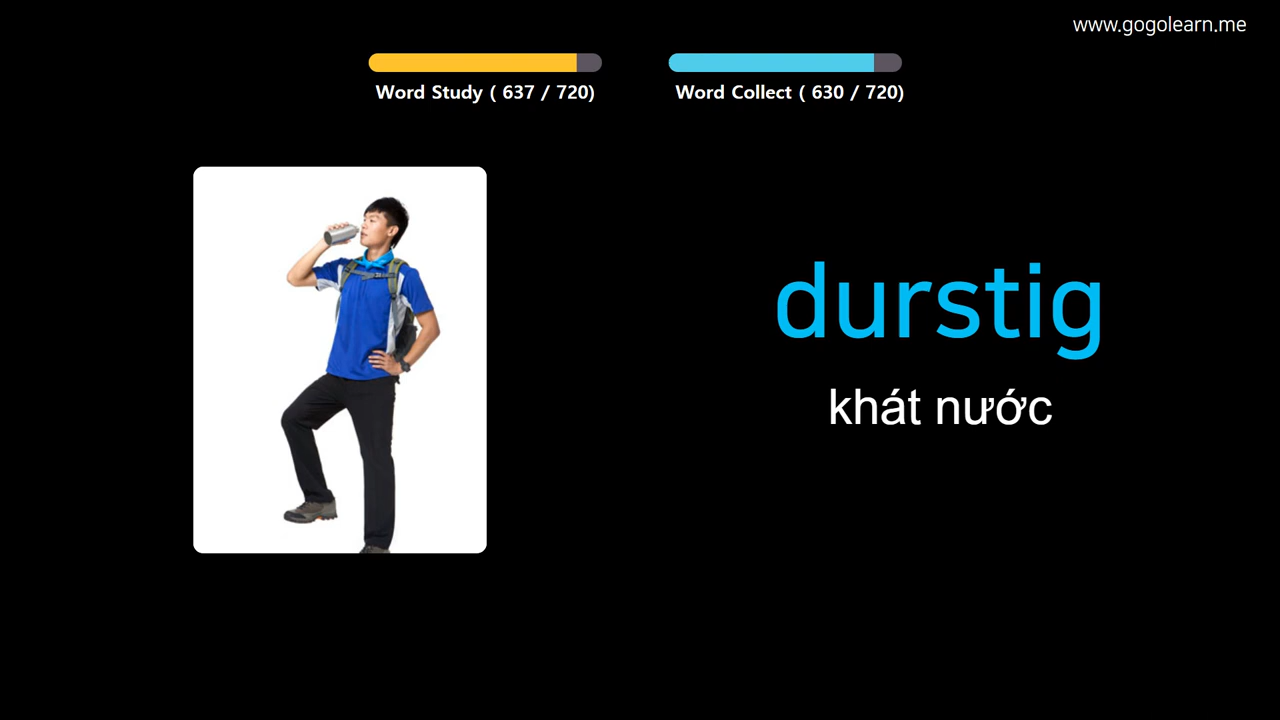 www.gogolearn.me
Word Study ( 637 / 720)
Word Collect ( 630 / 720)
durstig
khát nước